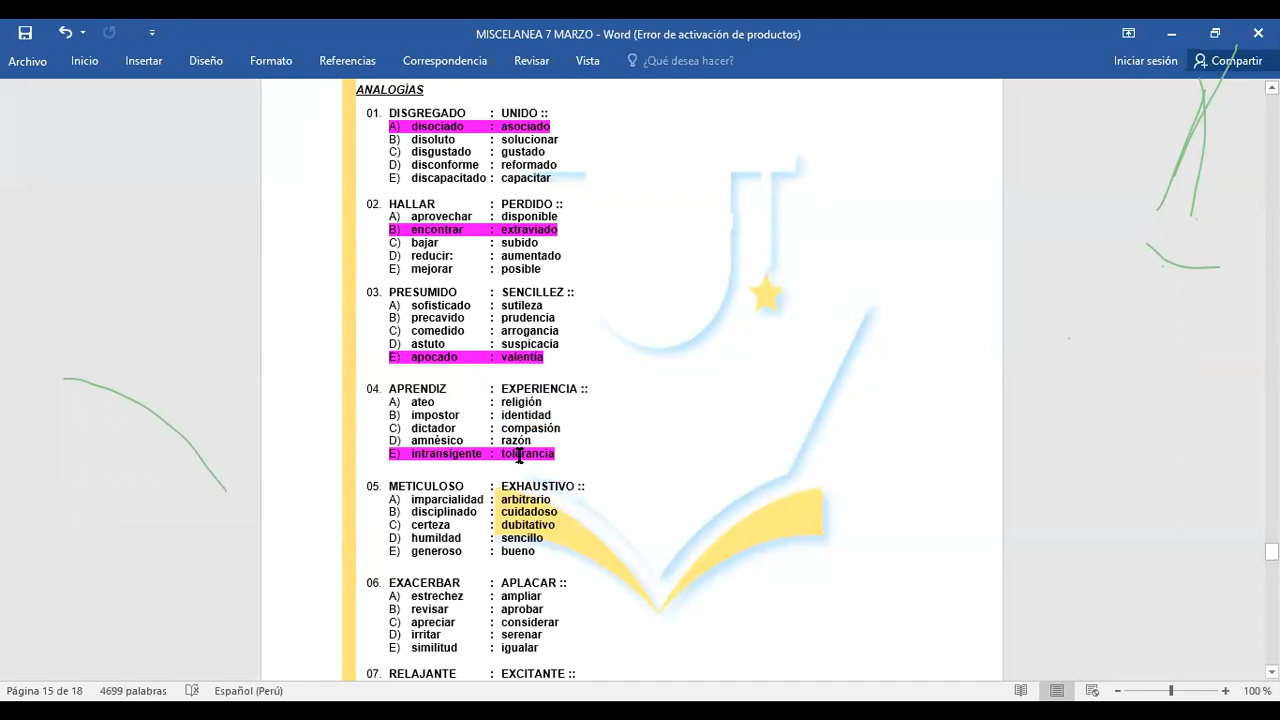 MISCELANEA 7 MARZO - Word (Error de activación de productos)
Archivo Inicio Insertar Diseño Formato Referencias Correspondencia Revisar Vista ¿Qué desea hacer? Iniciar sesión Compartir
ANALOGÌAS
01. DISGREGADO : UNIDO ::
A) disociado : asociado
B) disoluto : solucionar
C) disgustado : gustado
D) disconforme : reformado
E) discapacitado : capacitar
02. HALLAR : PERDIDO ::
A) aprovechar : disponible
B) encontrar : extraviado
C) bajar : subido
D) reducir: : aumentado
E) mejorar : posible
03. PRESUMIDO : SENCILLEZ ::
A) sofisticado : sutileza
B) precavido : prudencia
C) comedido : arrogancia
D) astuto : suspicacia
E) apocado : valentía
04. APRENDIZ : EXPERIENCIA ::
A) ateo : religión
B) impostor : identidad
C) dictador : compasión
D) amnésico : razón
E) intransigente : tolerancia
05. METICULOSO : EXHAUSTIVO ::
A) imparcialidad : arbitrario
B) disciplinado : cuidadoso
C) certeza : dubitativo
D) humildad : sencillo
E) generoso : bueno
06. EXACERBAR : APLACAR ::
A) estrechez : ampliar
B) revisar : aprobar
C) apreciar : considerar
D) irritar : serenar
E) similitud : igualar
07. RELAJANTE : EXCITANTE ::
Página 15 de 18 4699 palabras Español (Perú) 100 %